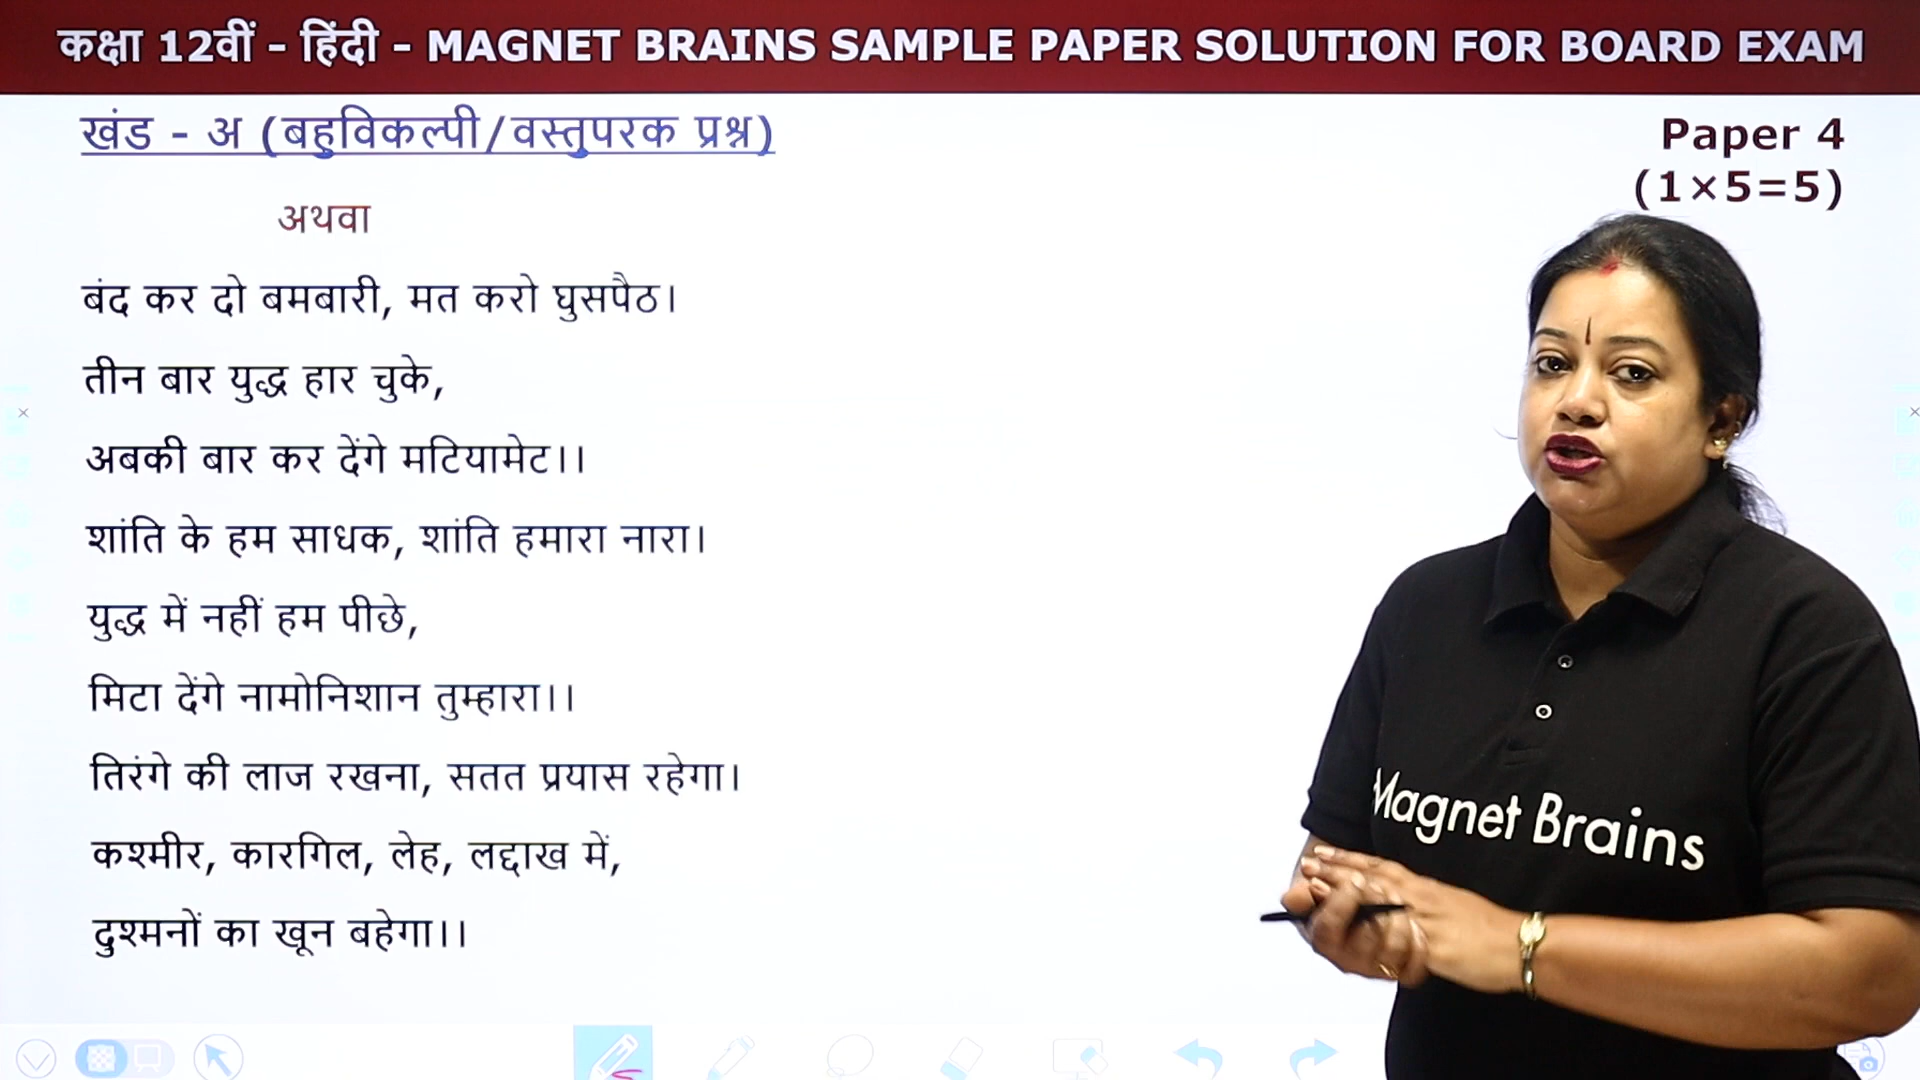 कक्षा 12वीं - हिंदी - MAGNET BRAINS SAMPLE PAPER SOLUTION FOR BOARD EXAM
खंड - अ (बहुविकल्पी/वस्तुपरक प्रश्न)
Paper 4
(1×5=5)
अथवा
बंद कर दो बमबारी, मत करो घुसपैठ।
तीन बार युद्ध हार चुके,
अबकी बार कर देंगे मटियामेट।।
शांति के हम साधक, शांति हमारा नारा।
युद्ध में नहीं हम पीछे,
मिटा देंगे नामोनिशान तुम्हारा।।
तिरंगे की लाज रखना, सतत प्रयास रहेगा।
कश्मीर, कारगिल, लेह, लद्दाख में,
दुश्मनों का खून बहेगा।।
Magnet Brains